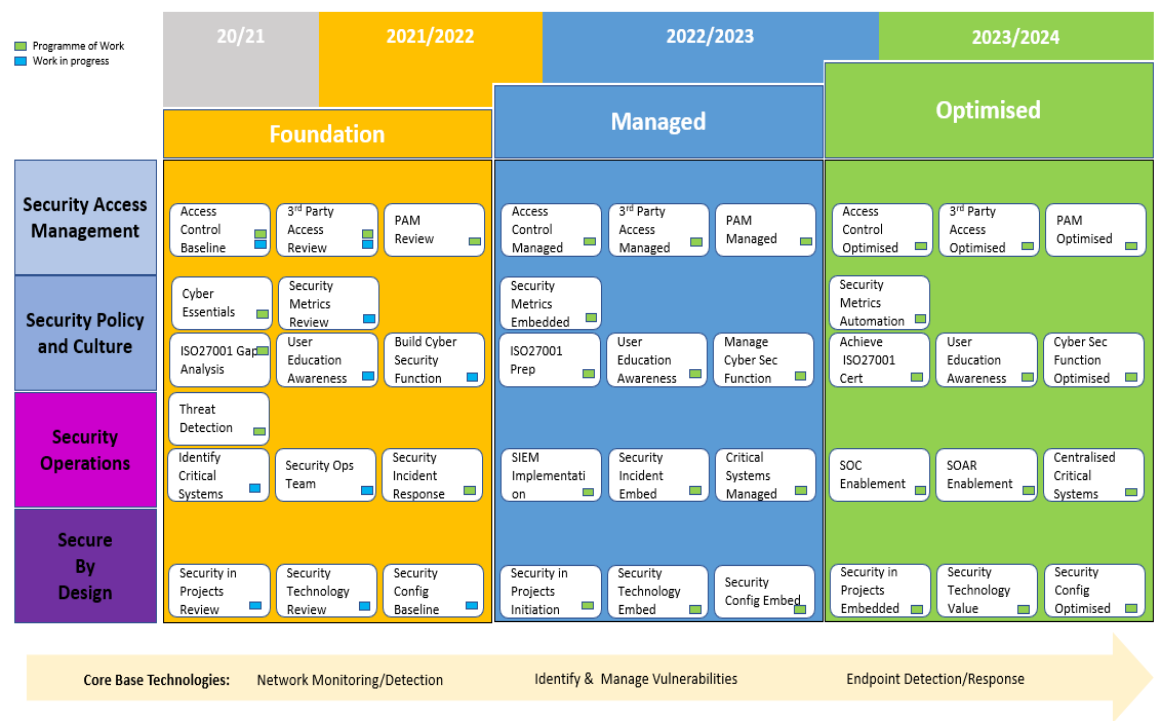 20/21
2021/2022
2022/2023
2023/2024
Programme of Work
Work in progress
Foundation
Managed
Optimised
Security Access
Management
Access
Control
Baseline
3rd Party
Access
Review
PAM
Review
Access
Control
Managed
3rd Party
Access
Managed
PAM
Managed
Access
Control
Optimised
3rd Party
Access
Optimised
PAM
Optimised
Security Policy
and Culture
Cyber
Essentials
Security
Metrics
Review
Security
Metrics
Embedded
Security
Metrics
Automation
ISO27001 Gap
Analysis
User
Education
Awareness
Build Cyber
Security
Function
ISO27001
Prep
User
Education
Awareness
Manage
Cyber Sec
Function
Achieve
ISO27001
Cert
User
Education
Awareness
Cyber Sec
Function
Optimised
Security
Operations
Threat
Detection
Identify
Critical
Systems
Security Ops
Team
Security
Incident
Response
SIEM
Implementati
on
Security
Incident
Embed
Critical
Systems
Managed
SOC
Enablement
SOAR
Enablement
Centralised
Critical
Systems
Secure
By
Design
Security in
Projects
Review
Security
Technology
Review
Security
Config
Baseline
Security in
Projects
Initiation
Security
Technology
Embed
Security
Config Embed
Security in
Projects
Embedded
Security
Technology
Value
Security
Config
Optimised
Core Base Technologies: Network Monitoring/Detection Identify & Manage Vulnerabilities Endpoint Detection/Response